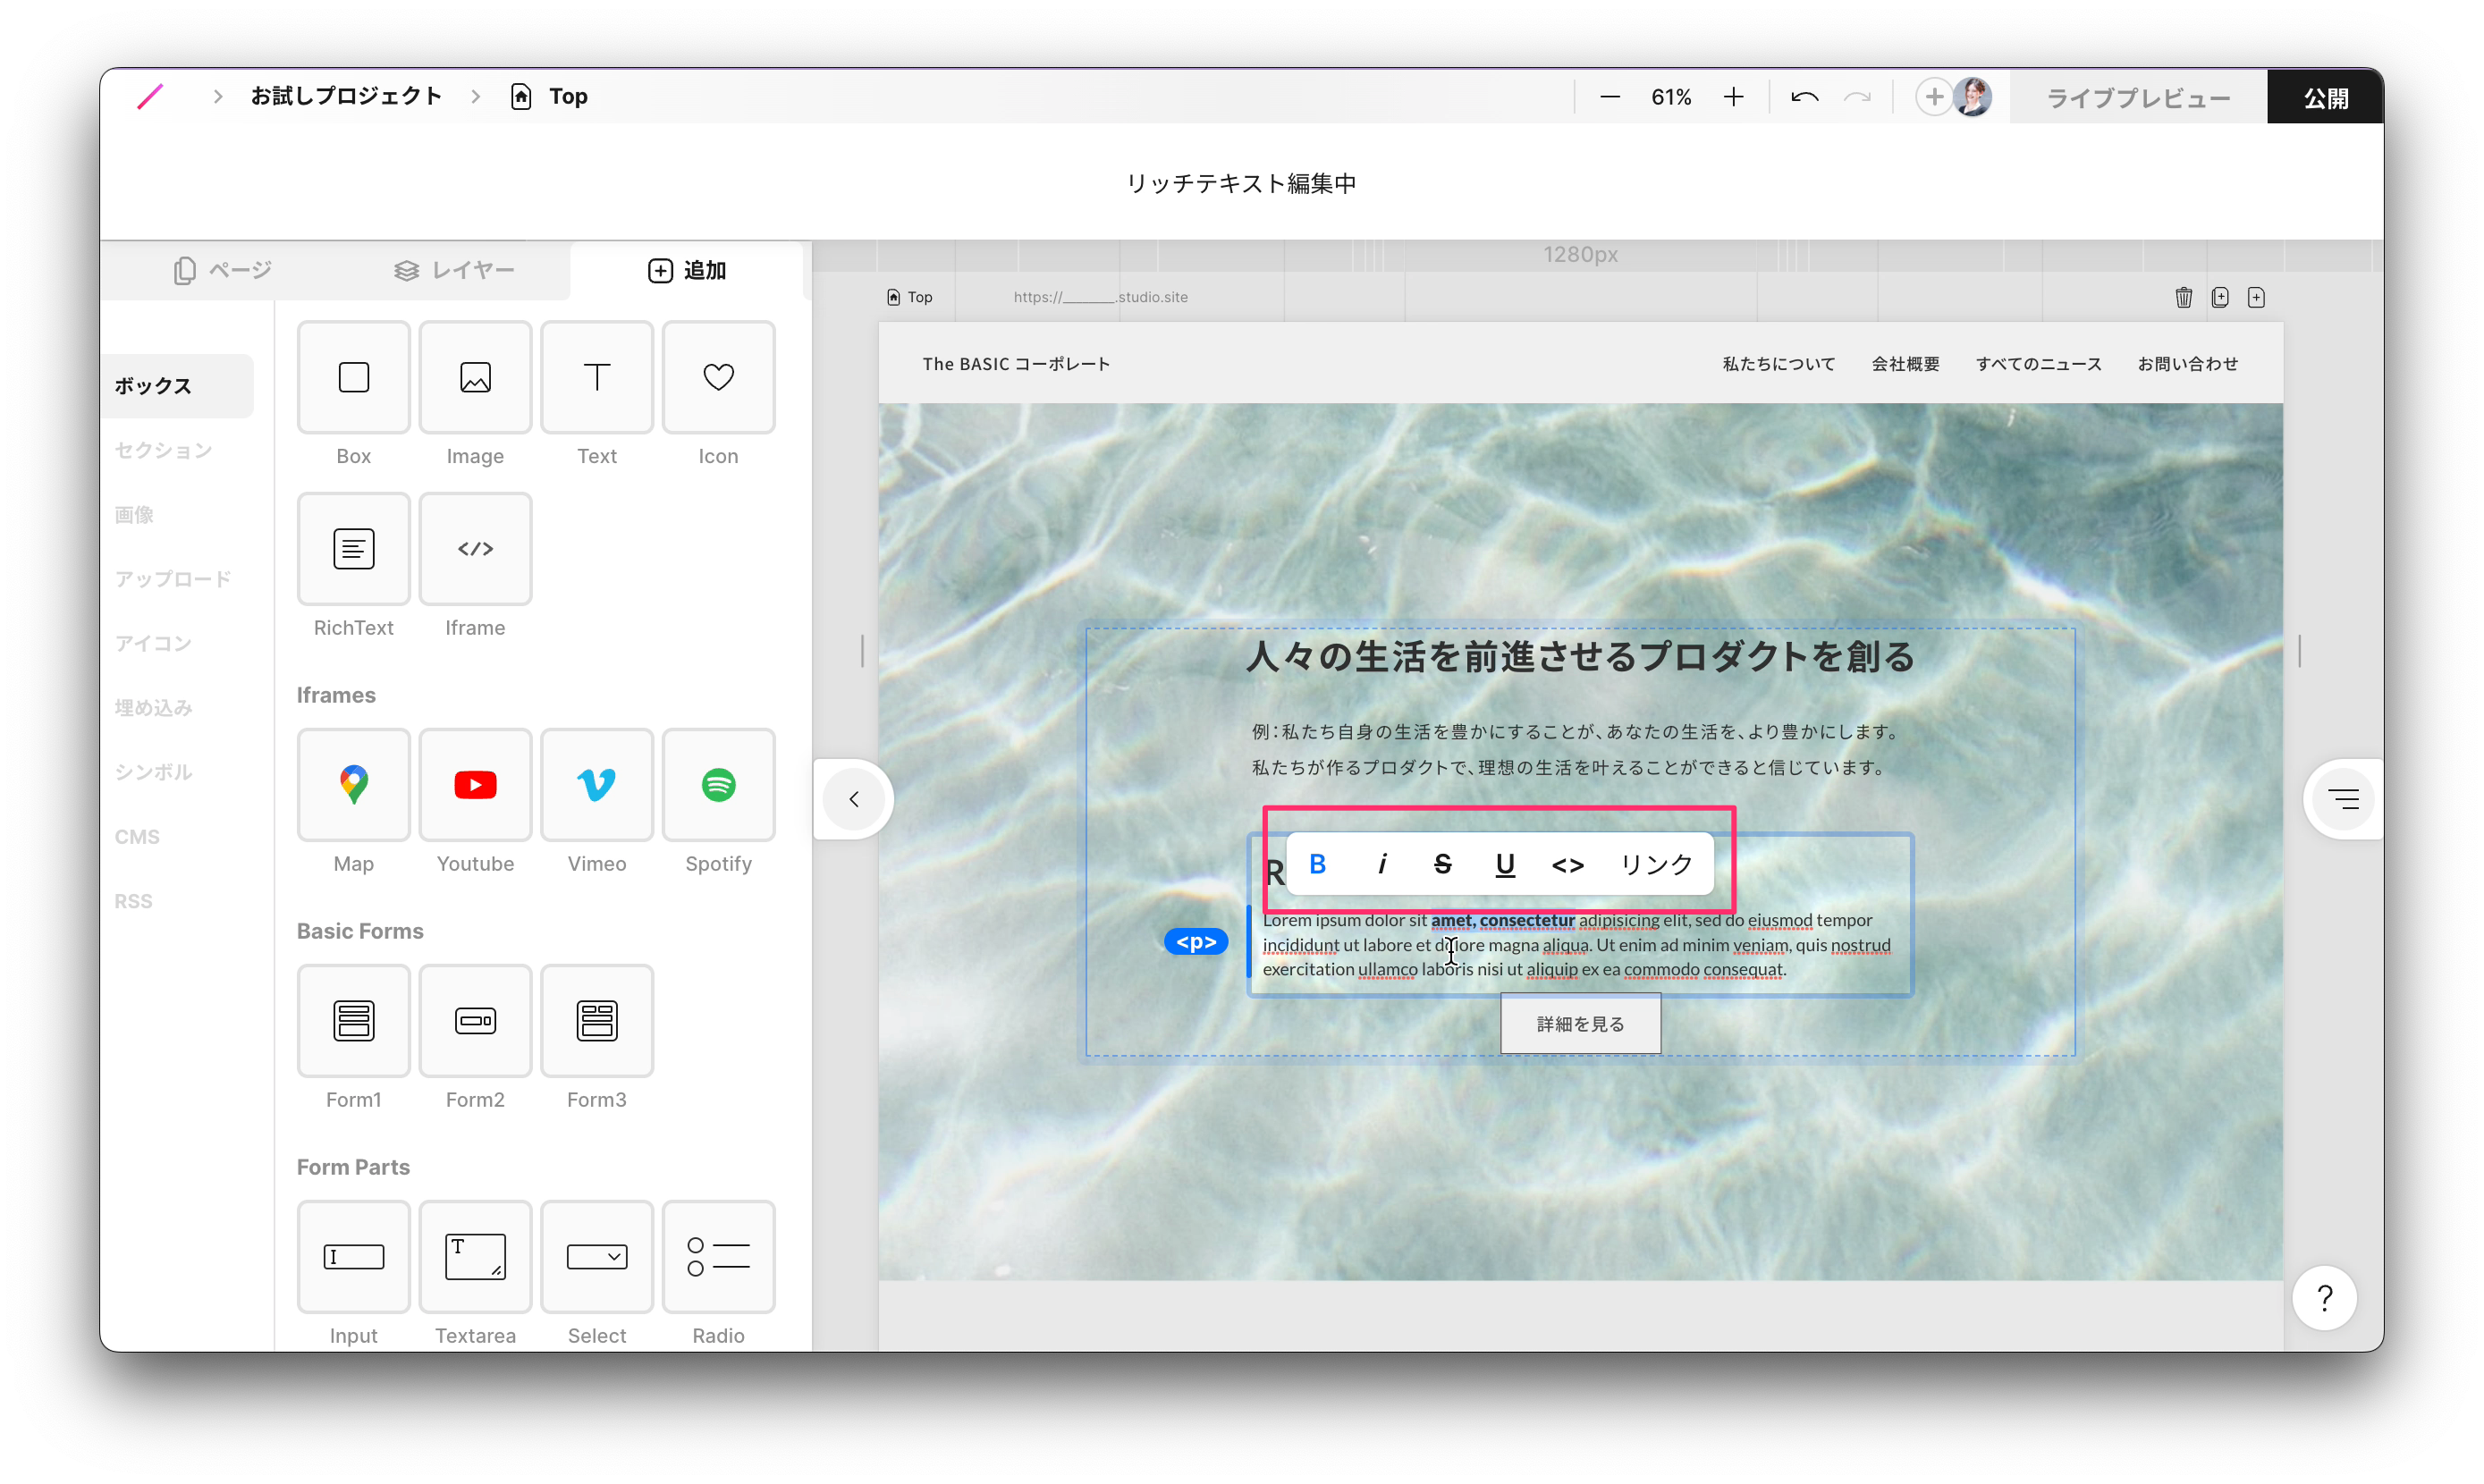 お試しプロジェクト
Top
61%
ライブプレビュー
公開
リッチテキスト編集中
ページ
レイヤー
追加
ボックス
セクション
画像
アップロード
アイコン
埋め込み
シンボル
CMS
RSS
Box
Image
Text
Icon
RichText
Iframe
Iframes
Map
Youtube
Vimeo
Spotify
Basic Forms
Form1
Form2
Form3
Form Parts
Input
Textarea
Select
Radio
1280px
Top
https://________.studio.site
The BASIC コーポレート
私たちについて
会社概要
すべてのニュース
お問い合わせ
人々の生活を前進させるプロダクトを創る
例：私たち自身の生活を豊かにすることが、あなたの生活を、より豊かにします。
私たちが作るプロダクトで、理想の生活を叶えることができると信じています。
R
B i S U <> リンク
<p>
Lorem ipsum dolor sit amet, consectetur adipisicing elit, sed do eiusmod tempor
incididunt ut labore et dolore magna aliqua. Ut enim ad minim veniam, quis nostrud
exercitation ullamco laboris nisi ut aliquip ex ea commodo consequat.
詳細を見る
?